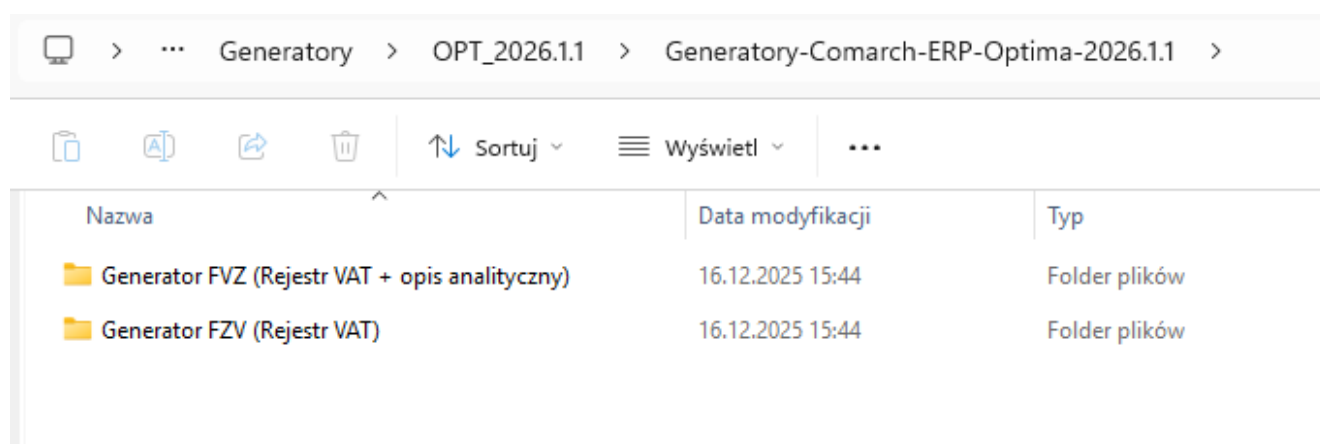 > ... Generatory > OPT_2026.1.1 > Generatory-Comarch-ERP-Optima-2026.1.1 >
Sortuj Wyświetl ...
Nazwa Data modyfikacji Typ
Generator FVZ (Rejestr VAT + opis analityczny) 16.12.2025 15:44 Folder plików
Generator FZV (Rejestr VAT) 16.12.2025 15:44 Folder plików